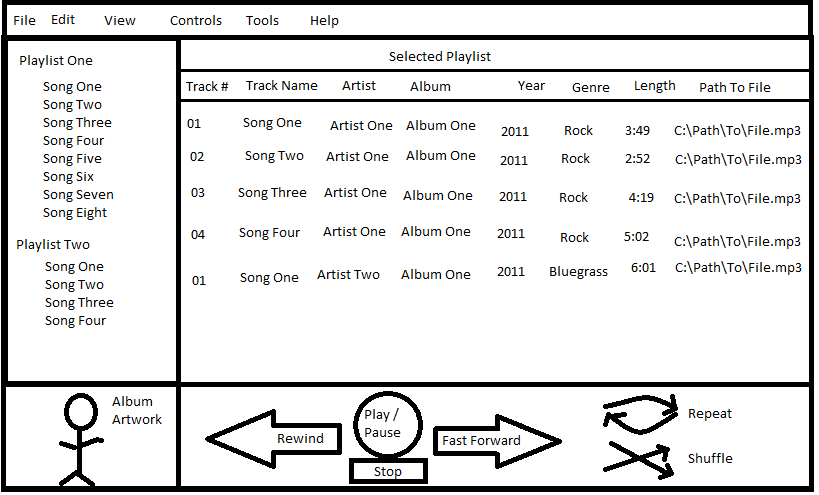 File Edit View Controls Tools Help
Playlist One
Song One
Song Two
Song Three
Song Four
Song Five
Song Six
Song Seven
Song Eight
Playlist Two
Song One
Song Two
Song Three
Song Four
Selected Playlist
Track # Track Name Artist Album Year Genre Length Path To File
01 Song One Artist One Album One 2011 Rock 3:49 C:\Path\To\File.mp3
02 Song Two Artist One Album One 2011 Rock 2:52 C:\Path\To\File.mp3
03 Song Three Artist One Album One 2011 Rock 4:19 C:\Path\To\File.mp3
04 Song Four Artist One Album One 2011 Rock 5:02 C:\Path\To\File.mp3
01 Song One Artist Two Album One 2011 Bluegrass 6:01 C:\Path\To\File.mp3
Album
Artwork
Rewind
Play /
Pause
Stop
Fast Forward
Repeat
Shuffle